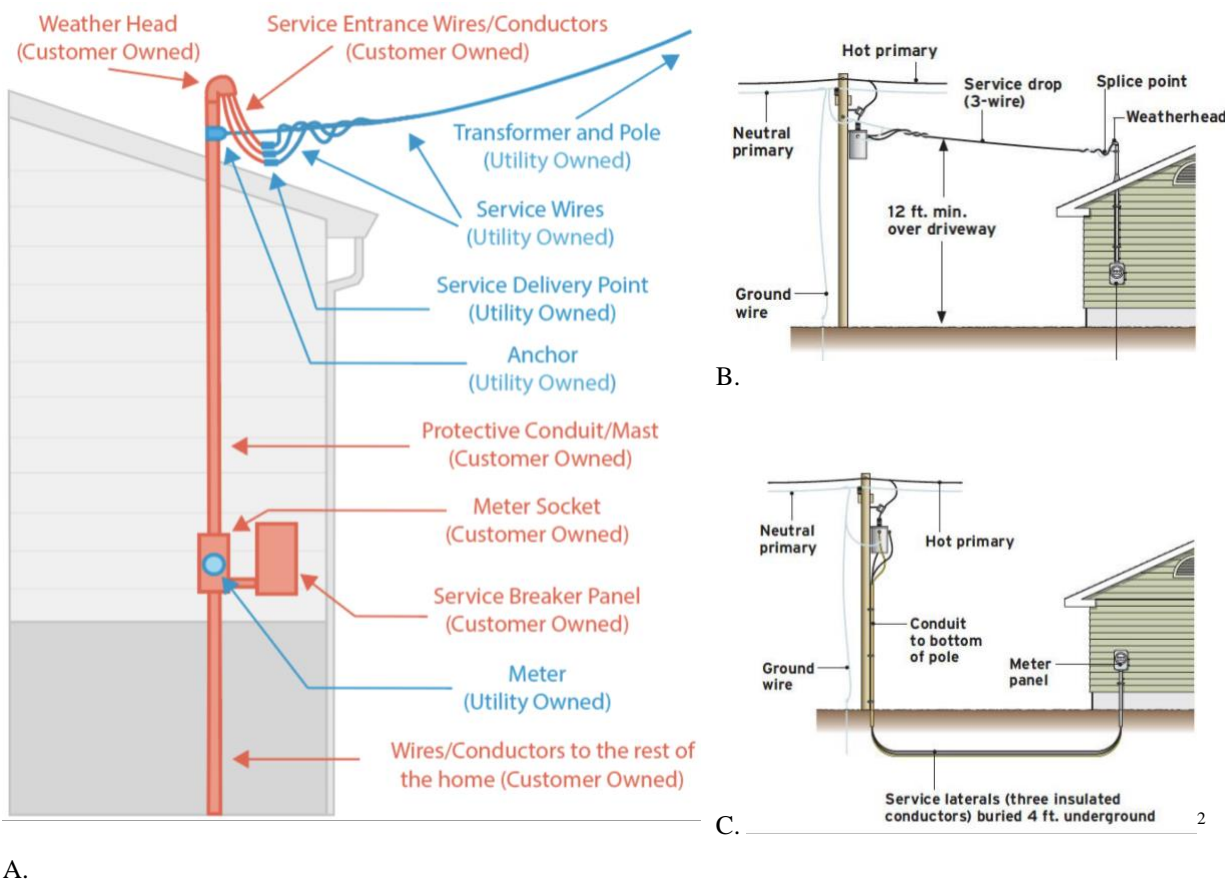 Weather Head
(Customer Owned)
Service Entrance Wires/Conductors
(Customer Owned)
Transformer and Pole
(Utility Owned)
Service Wires
(Utility Owned)
Service Delivery Point
(Utility Owned)
Anchor
(Utility Owned)
Protective Conduit/Mast
(Customer Owned)
Meter Socket
(Customer Owned)
Service Breaker Panel
(Customer Owned)
Meter
(Utility Owned)
Wires/Conductors to the rest of
the home (Customer Owned)
A.
Hot primary
Service drop
(3-wire)
Splice point
Weatherhead
Neutral
primary
12 ft. min.
over driveway
Ground
wire
B.
Neutral
primary
Hot primary
Conduit
to bottom
of pole
Ground
wire
Meter
panel
Service laterals (three insulated
conductors) buried 4 ft. underground
C.
2